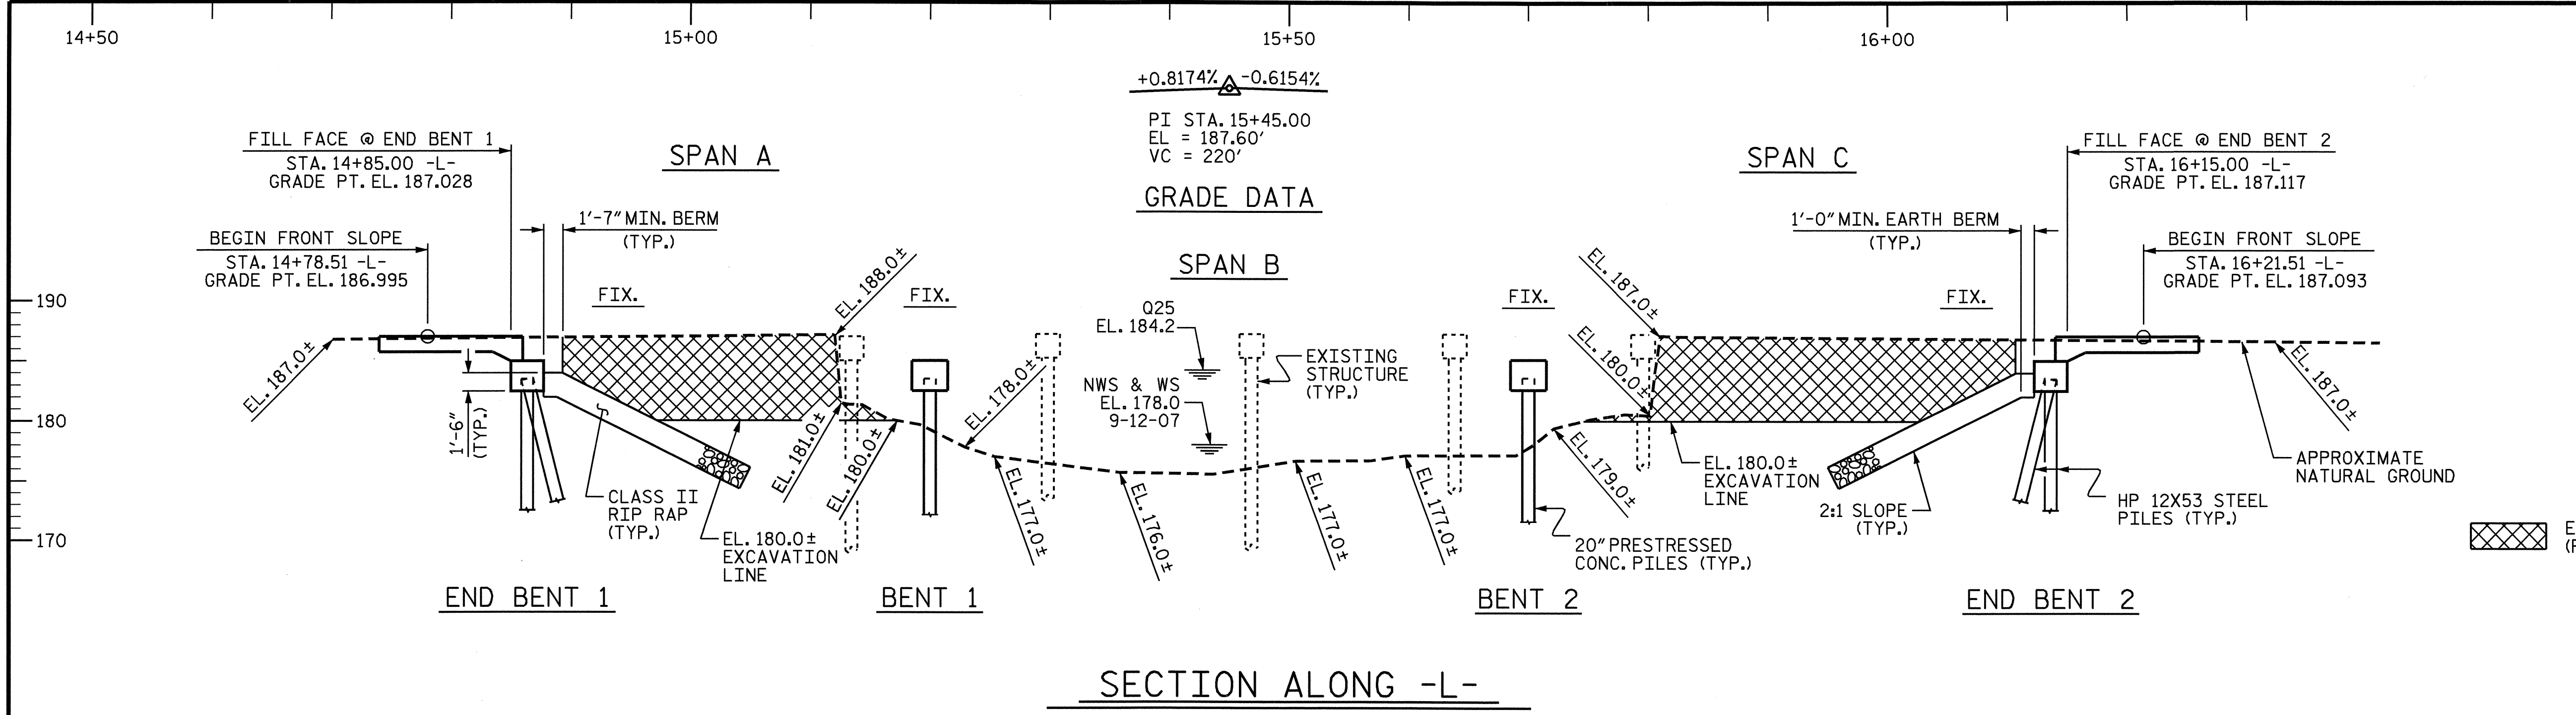 14+50
15+00
15+50
16+00
+0.8174% -0.6154%
PI STA. 15+45.00
EL = 187.60'
VC = 220'
GRADE DATA
FILL FACE @ END BENT 1
STA. 14+85.00 -L-
GRADE PT. EL. 187.028
SPAN A
SPAN C
FILL FACE @ END BENT 2
STA. 16+15.00 -L-
GRADE PT. EL. 187.117
1'-7" MIN. BERM
(TYP.)
1'-0" MIN. EARTH BERM
(TYP.)
BEGIN FRONT SLOPE
STA. 14+78.51 -L-
GRADE PT. EL. 186.995
BEGIN FRONT SLOPE
STA. 16+21.51 -L-
GRADE PT. EL. 187.093
SPAN B
190
180
170
FIX.
FIX.
FIX.
FIX.
EL. 188.0±
EL. 187.0±
Q25
EL. 184.2
NWS & WS
EL. 178.0
9-12-07
EXISTING
STRUCTURE
(TYP.)
EL. 187.0±
EL. 180.0±
EL. 187.0±
1'-6"
(TYP.)
EL. 178.0±
EL. 181.0±
EL. 180.0±
EL. 177.0±
EL. 176.0±
EL. 177.0±
EL. 177.0±
EL. 179.0±
CLASS II
RIP RAP
(TYP.)
EL. 180.0±
EXCAVATION
LINE
20" PRESTRESSED
CONC. PILES (TYP.)
EL. 180.0±
EXCAVATION
LINE
2:1 SLOPE
(TYP.)
HP 12X53 STEEL
PILES (TYP.)
APPROXIMATE
NATURAL GROUND
END BENT 1
BENT 1
BENT 2
END BENT 2
SECTION ALONG -L-